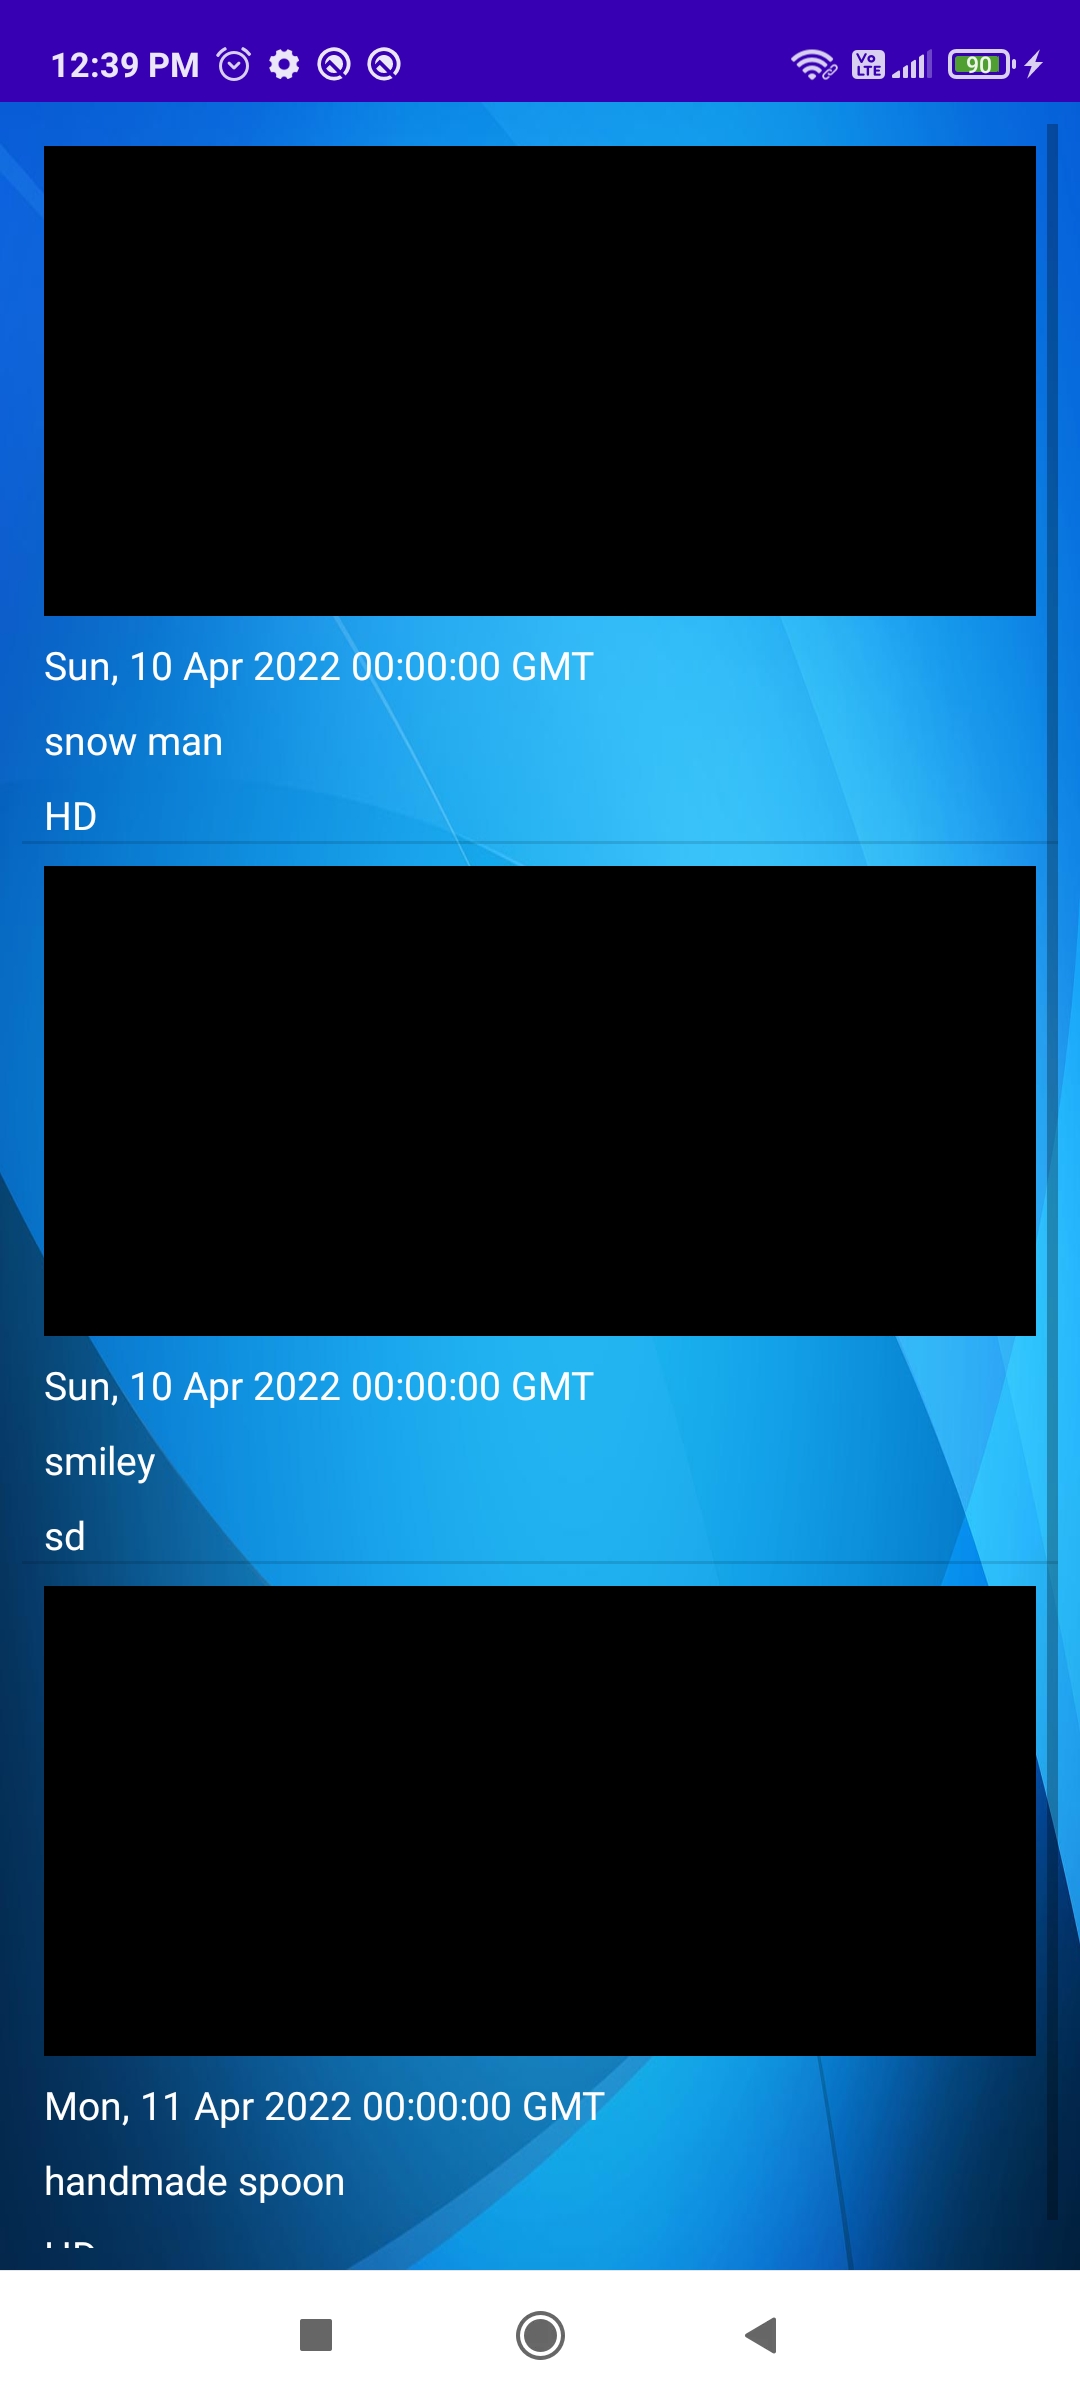 12:39 PM
Vo LTE
90
Sun, 10 Apr 2022 00:00:00 GMT
snow man
HD
Sun, 10 Apr 2022 00:00:00 GMT
smiley
sd
Mon, 11 Apr 2022 00:00:00 GMT
handmade spoon